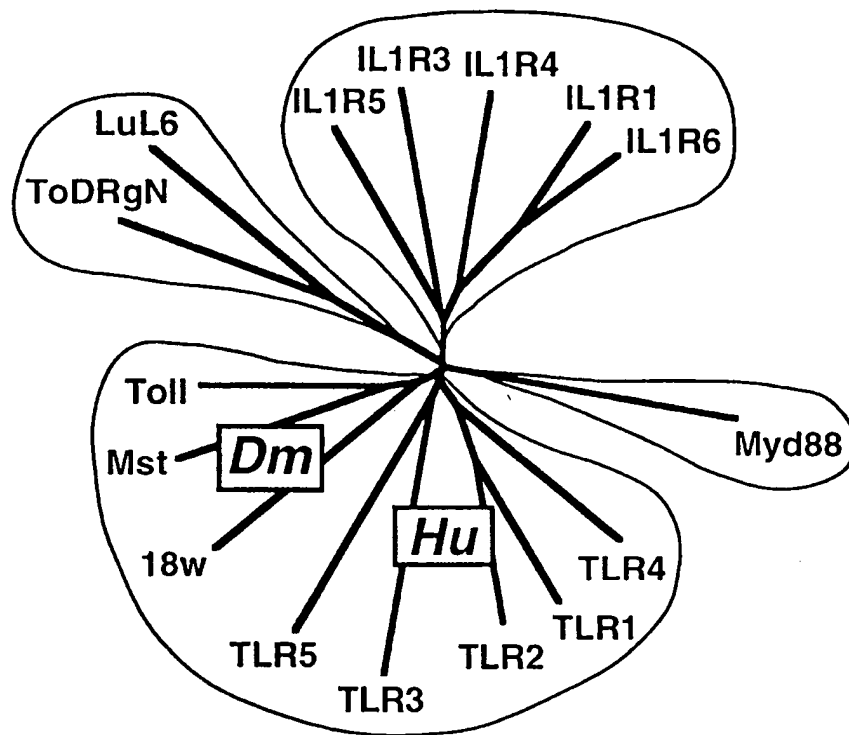 IL1R3 IL1R4
IL1R5 IL1R1
LuL6 IL1R6
ToDRgN
Toll
Myd88
Mst Dm
Hu
18w TLR4
TLR1
TLR5 TLR2
TLR3